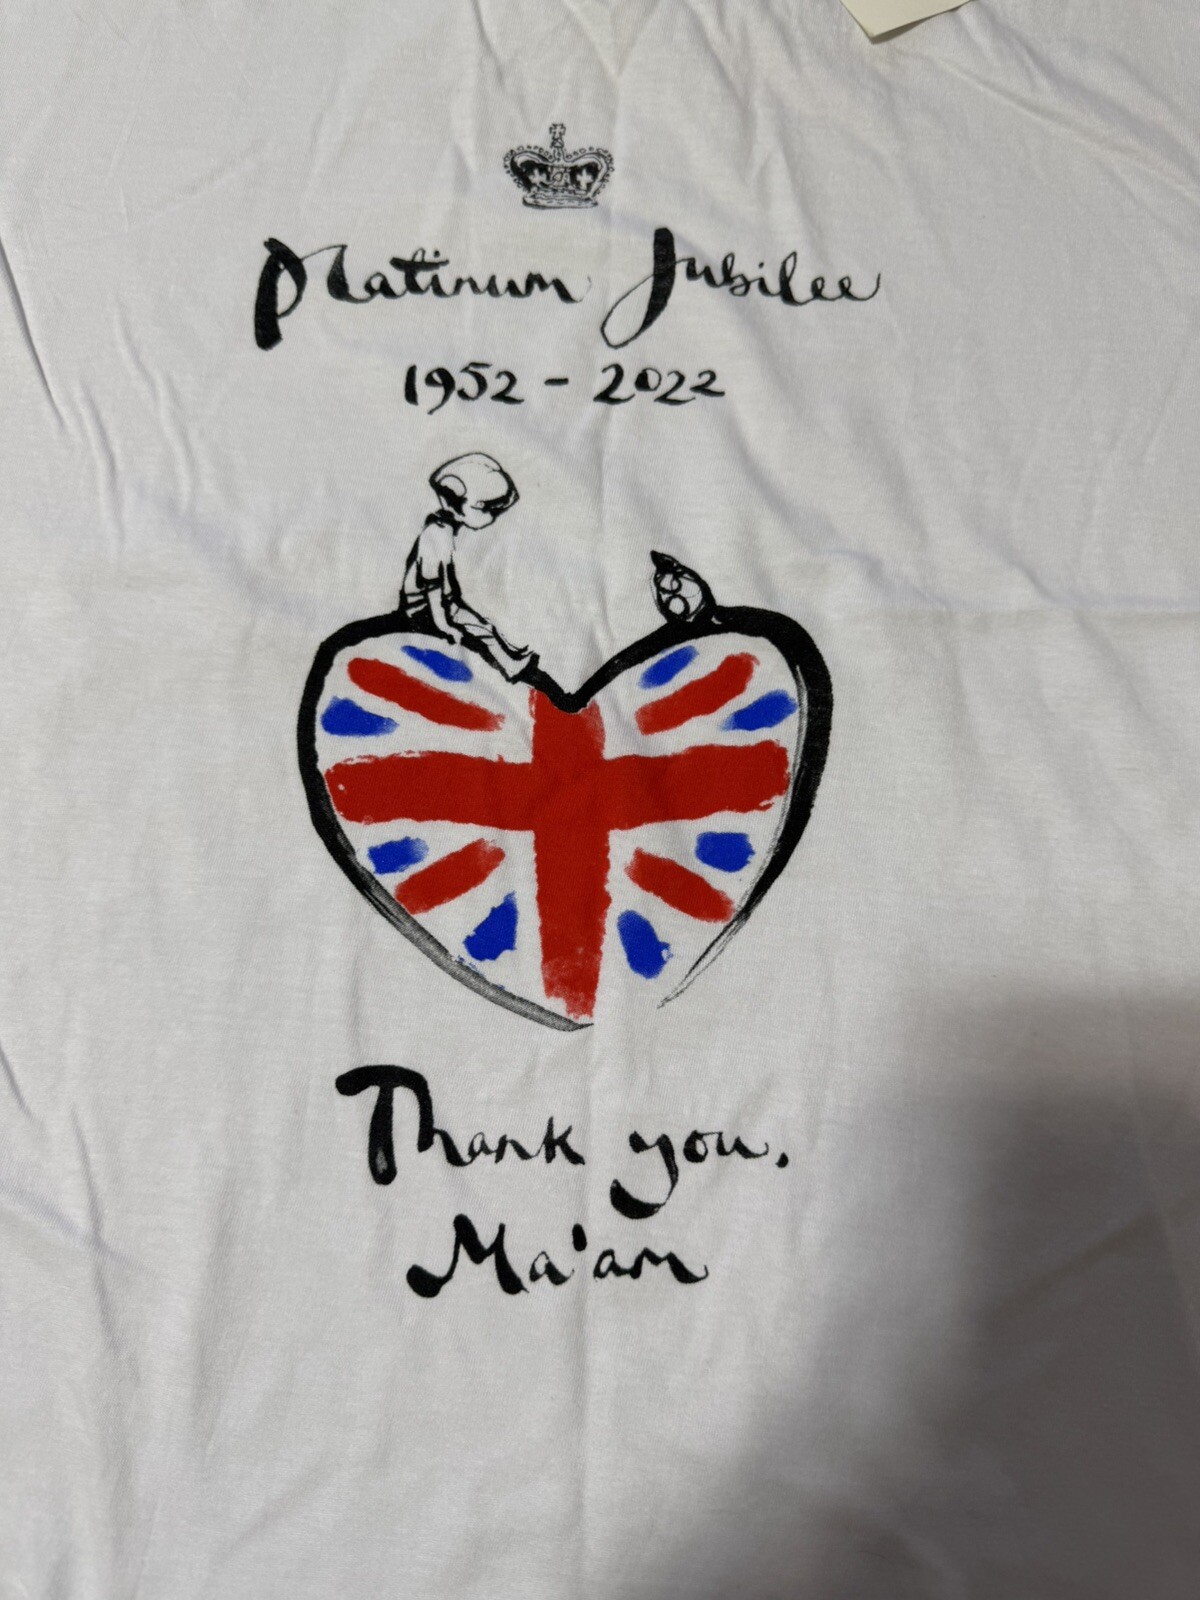 Platinum Jubilee
1952 - 2022
Thank you,
Ma'am